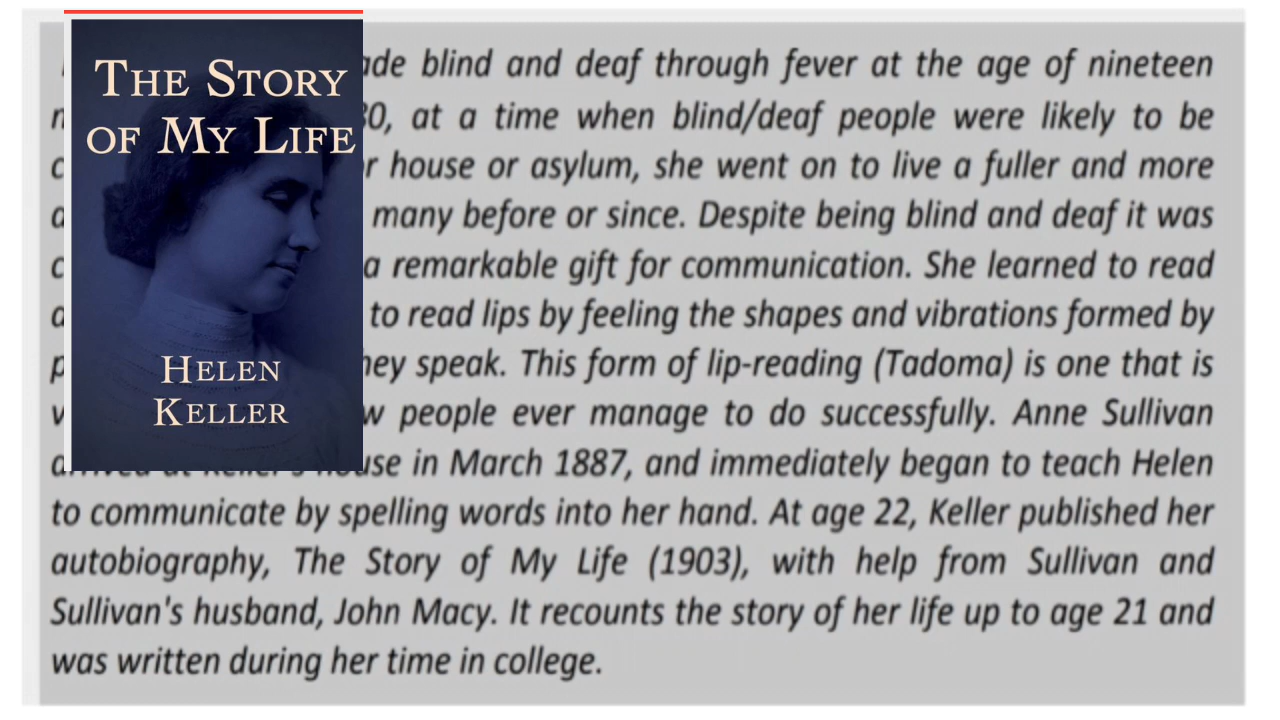 THE STORY
OF MY LIFE
HELEN
KELLER
ade blind and deaf through fever at the age of nineteen
80, at a time when blind/deaf people were likely to be
or house or asylum, she went on to live a fuller and more
many before or since. Despite being blind and deaf it was
a remarkable gift for communication. She learned to read
to read lips by feeling the shapes and vibrations formed by
hey speak. This form of lip-reading (Tadoma) is one that is
w people ever manage to do successfully. Anne Sullivan
arrived at Keller's house in March 1887, and immediately began to teach Helen
to communicate by spelling words into her hand. At age 22, Keller published her
autobiography, The Story of My Life (1903), with help from Sullivan and
Sullivan's husband, John Macy. It recounts the story of her life up to age 21 and
was written during her time in college.